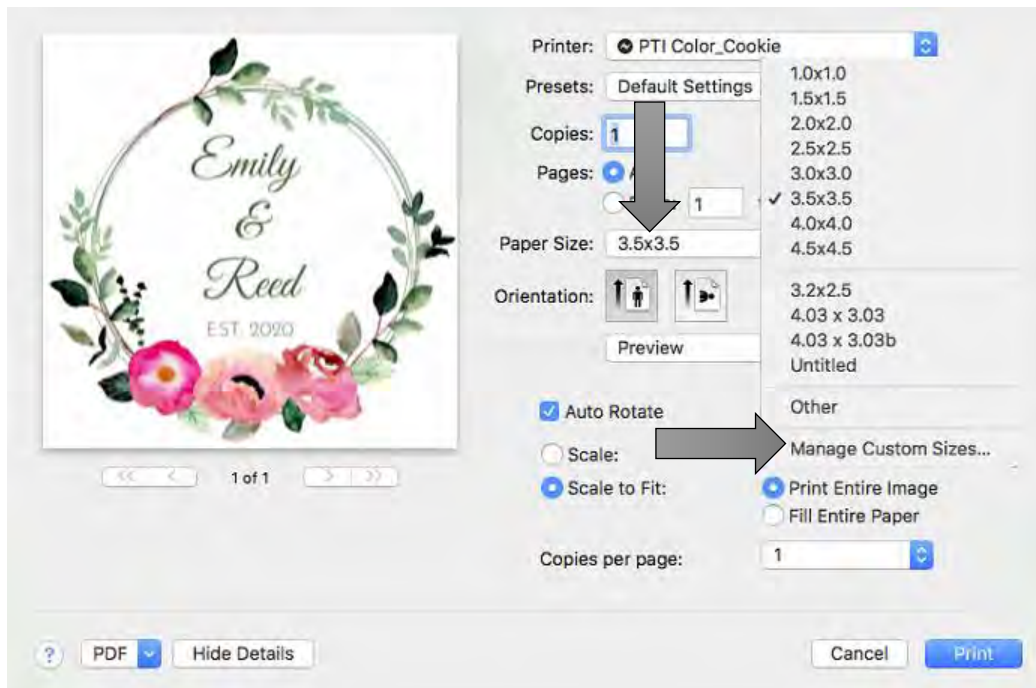 Emily
&
Reed
EST. 2020
<< < 1 of 1 > >>
Printer: PTI Color_Cookie
Presets: Default Settings
Copies: 1
Pages: A
1
Paper Size: 3.5x3.5
Orientation:
Preview
1.0x1.0
1.5x1.5
2.0x2.0
2.5x2.5
3.0x3.0
✓ 3.5x3.5
4.0x4.0
4.5x4.5
3.2x2.5
4.03 x 3.03
4.03 x 3.03b
Untitled
Other
Manage Custom Sizes...
Auto Rotate
Scale:
Scale to Fit: Print Entire Image
Fill Entire Paper
Copies per page: 1
? PDF Hide Details Cancel Print